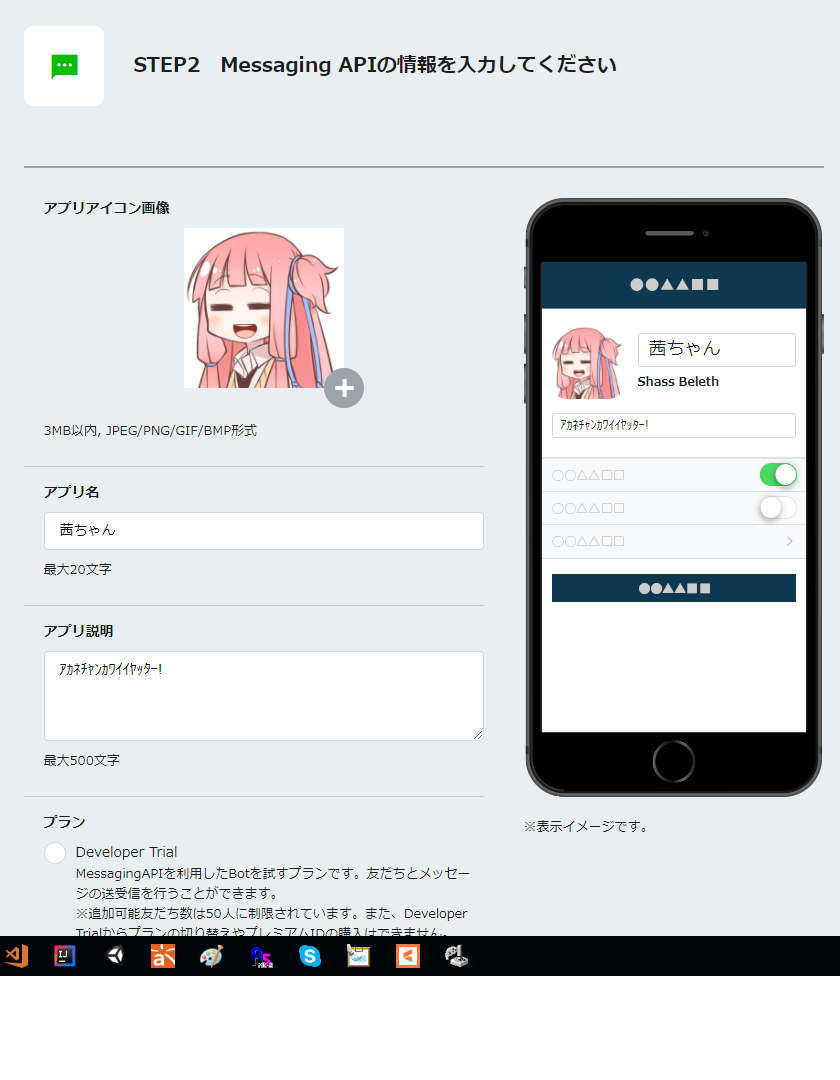 STEP2 Messaging APIの情報を入力してください
アプリアイコン画像
3MB以内, JPEG/PNG/GIF/BMP形式
アプリ名
茜ちゃん
最大20文字
アプリ説明
ｱｶﾈﾁｬﾝｶﾜｲｲﾔｯﾀｰ!
最大500文字
プラン
Developer Trial
MessagingAPIを利用したBotを試すプランです。友だちとメッセー
ジの送受信を行うことができます。
※追加可能友だち数は50人に制限されています。また、Developer
Trialからプランの切り替えやプレミアムIDの購入はできません。
●●▲▲■■
茜ちゃん
Shass Beleth
ｱｶﾈﾁｬﾝｶﾜｲｲﾔｯﾀｰ!
○○△△□□
○○△△□□
○○△△□□
●●▲▲■■
※表示イメージです。